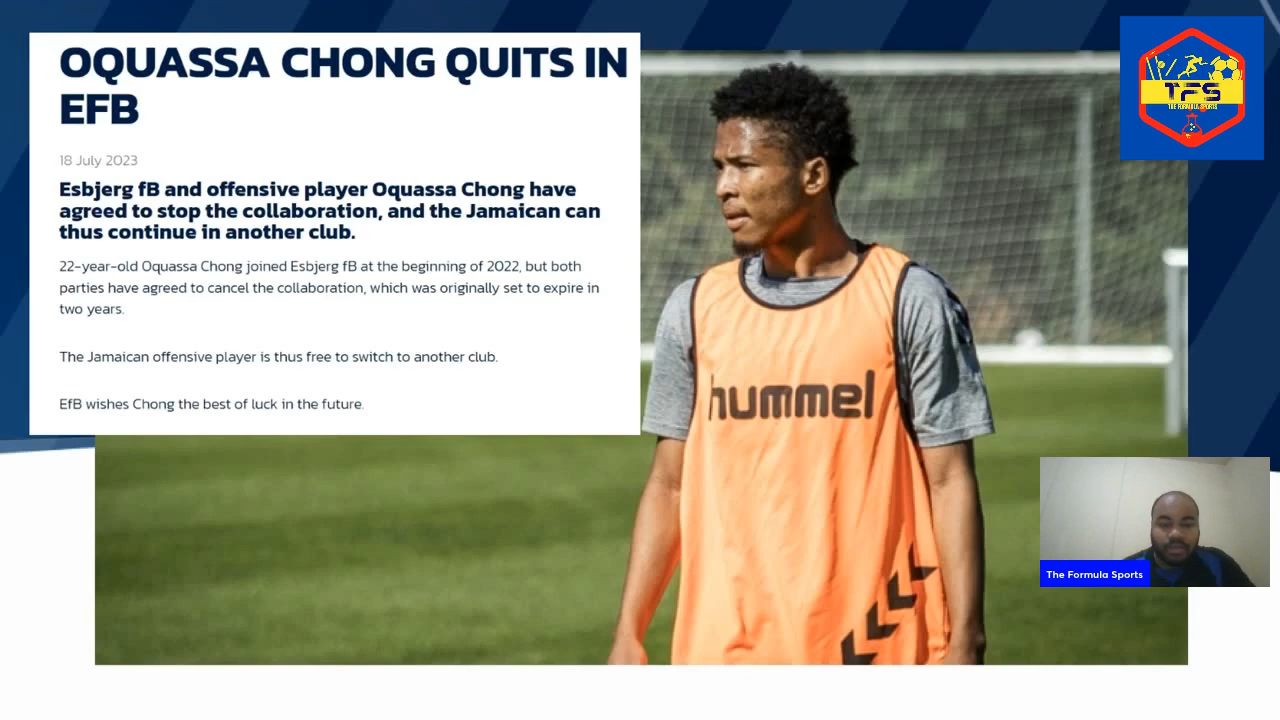 OQUASSA CHONG QUITS IN
EFB
18 July 2023
Esbjerg fB and offensive player Oquassa Chong have
agreed to stop the collaboration, and the Jamaican can
thus continue in another club.
22-year-old Oquassa Chong joined Esbjerg fB at the beginning of 2022, but both
parties have agreed to cancel the collaboration, which was originally set to expire in
two years.
The Jamaican offensive player is thus free to switch to another club.
EfB wishes Chong the best of luck in the future.
TFS
THE FORMULA SPORTS
hummel
The Formula Sports